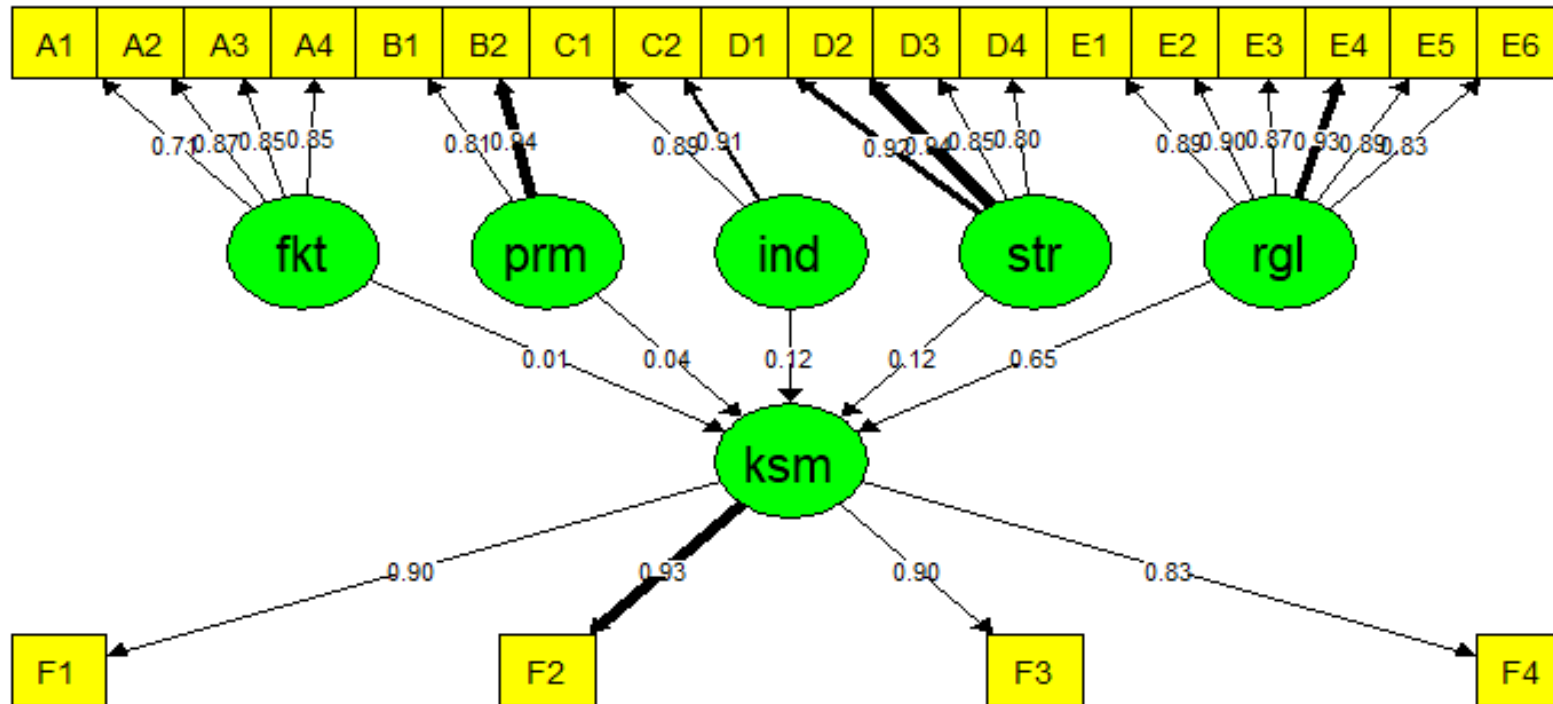 A1 A2 A3 A4 B1 B2 C1 C2 D1 D2 D3 D4 E1 E2 E3 E4 E5 E6
0.71 0.87 0.85 0.85 0.81 0.94 0.89 0.91 0.92 0.94 0.85 0.80 0.89 0.90 0.87 0.93 0.89 0.83
fkt prm ind str rgl
0.01 0.04 0.12 0.12 0.65
ksm
0.90 0.93 0.90 0.83
F1 F2 F3 F4